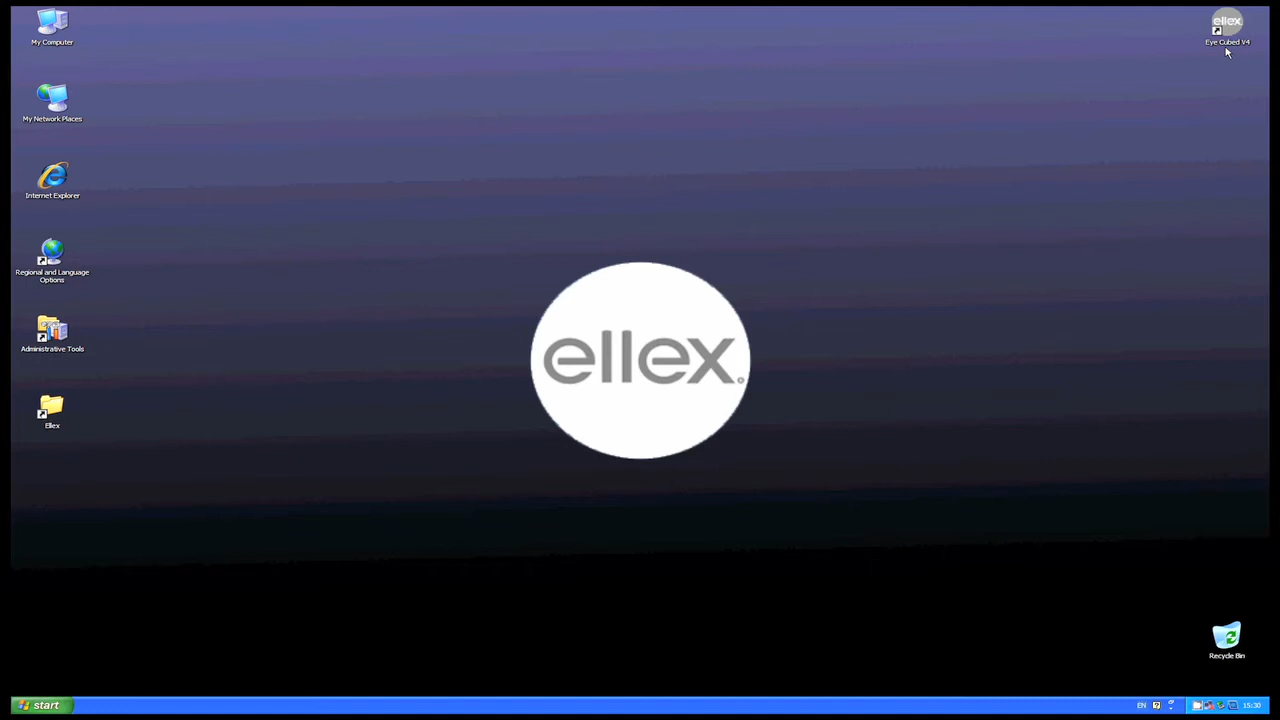 My Computer
ellex
Eye Cubed V4
My Network Places
Internet Explorer
Regional and Language
Options
Administrative Tools
ellex
Ellex
Recycle Bin
start
EN
15:30